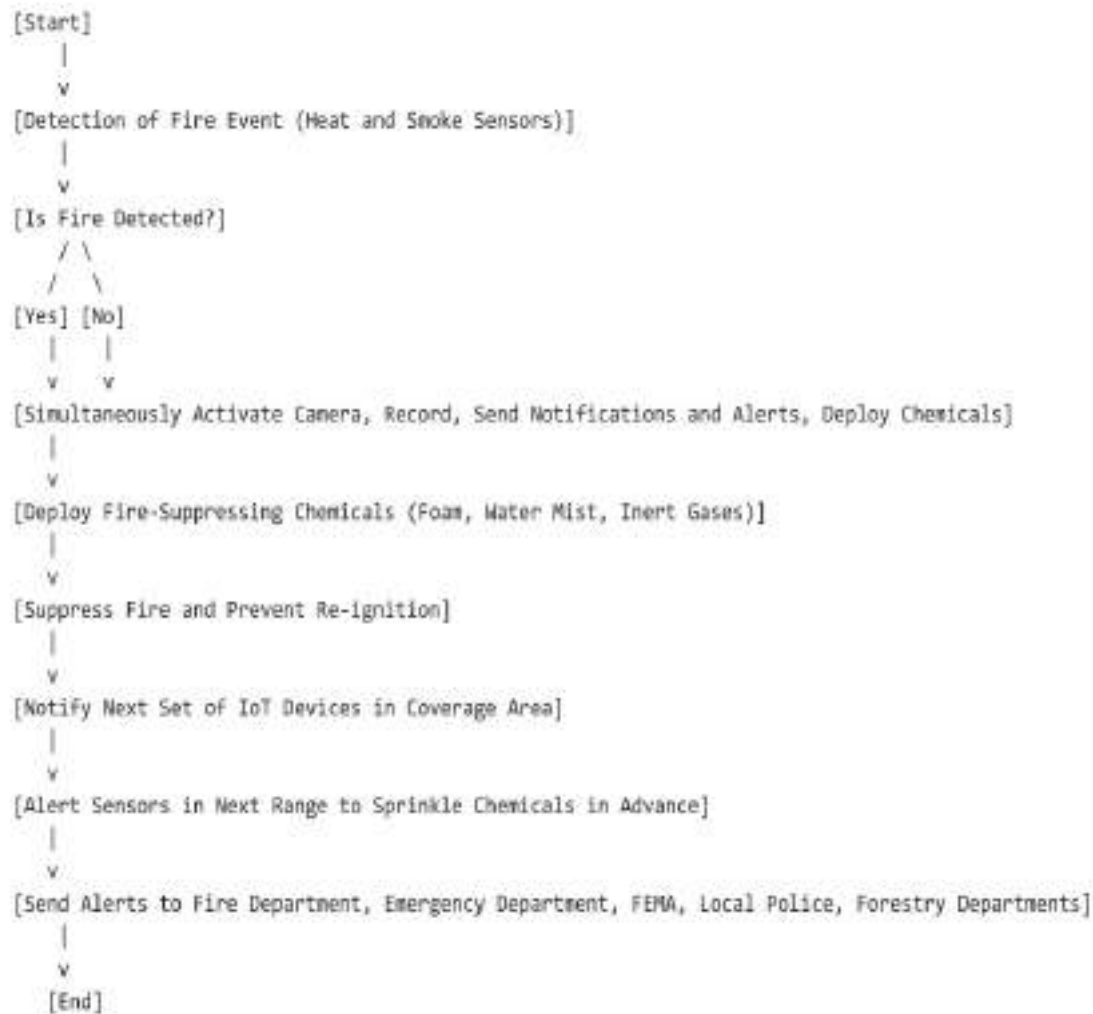 [Start]
|
v
[Detection of Fire Event (Heat and Smoke Sensors)]
|
v
[Is Fire Detected?]
/ \
/ \
[Yes] [No]
| |
v v
[Simultaneously Activate Camera, Record, Send Notifications and Alerts, Deploy Chemicals]
|
v
[Deploy Fire-Suppressing Chemicals (Foam, Water Mist, Inert Gases)]
|
v
[Suppress Fire and Prevent Re-ignition]
|
v
[Notify Next Set of IoT Devices in Coverage Area]
|
v
[Alert Sensors in Next Range to Sprinkle Chemicals in Advance]
|
v
[Send Alerts to Fire Department, Emergency Department, FEMA, Local Police, Forestry Departments]
|
v
[End]